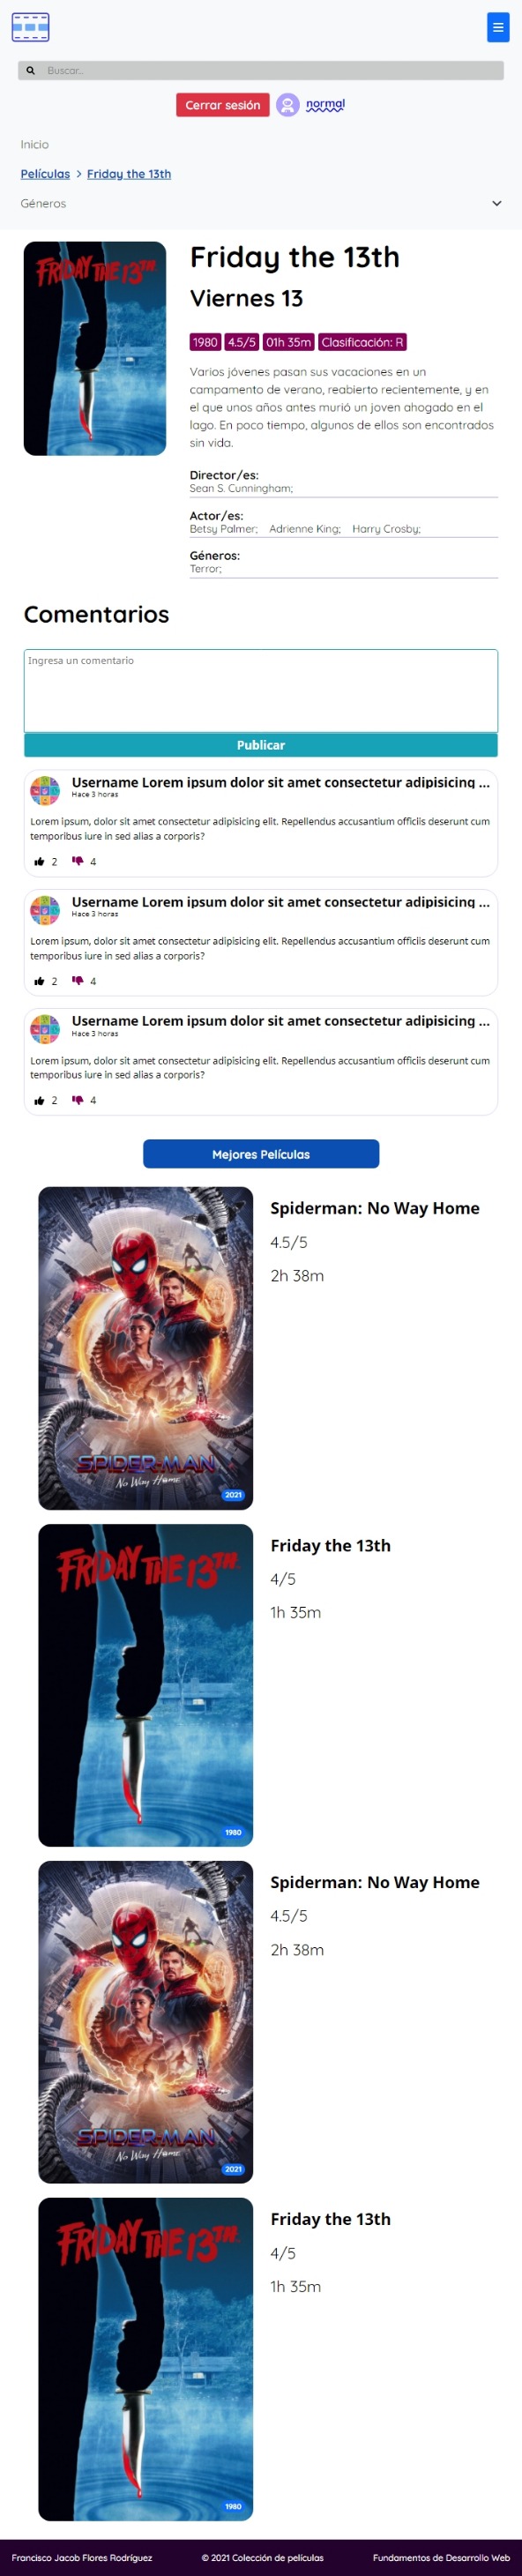 Buscar...
Cerrar sesión normal
Inicio
Películas > Friday the 13th
Géneros
FRIDAY THE 13TH
Friday the 13th
Viernes 13
1980 4.5/5 01h 35m Clasificación: R
Varios jóvenes pasan sus vacaciones en un
campamento de verano, reabierto recientemente, y en
el que unos años antes murió un joven ahogado en el
lago. En poco tiempo, algunos de ellos son encontrados
sin vida.
Director/es:
Sean S. Cunningham;
Actor/es:
Betsy Palmer; Adrienne King; Harry Crosby;
Géneros:
Terror;
Comentarios
Ingresa un comentario
Publicar
Username Lorem ipsum dolor sit amet consectetur adipisicing ...
Hace 3 horas
Lorem ipsum, dolor sit amet consectetur adipisicing elit. Repellendus accusantium officiis deserunt cum
temporibus iure in sed alias a corporis?
2 4
Username Lorem ipsum dolor sit amet consectetur adipisicing ...
Hace 3 horas
Lorem ipsum, dolor sit amet consectetur adipisicing elit. Repellendus accusantium officiis deserunt cum
temporibus iure in sed alias a corporis?
2 4
Username Lorem ipsum dolor sit amet consectetur adipisicing ...
Hace 3 horas
Lorem ipsum, dolor sit amet consectetur adipisicing elit. Repellendus accusantium officiis deserunt cum
temporibus iure in sed alias a corporis?
2 4
Mejores Películas
Spiderman: No Way Home
4.5/5
2h 38m
SPIDER-MAN
No Way Home
2021
Friday the 13th
4/5
1h 35m
FRIDAY THE 13TH
1980
Spiderman: No Way Home
4.5/5
2h 38m
SPIDER-MAN
No Way Home
2021
Friday the 13th
4/5
1h 35m
FRIDAY THE 13TH
1980
Francisco Jacob Flores Rodríguez © 2021 Colección de películas Fundamentos de Desarrollo Web